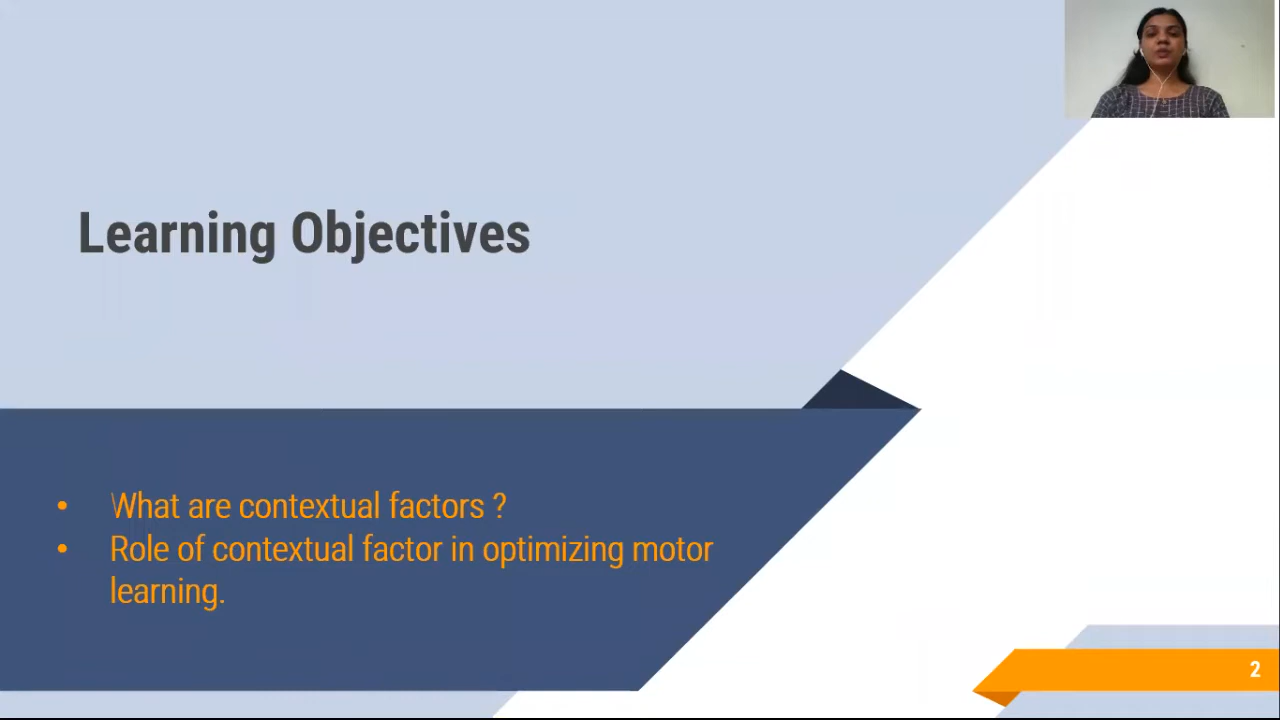 Learning Objectives
• What are contextual factors ?
• Role of contextual factor in optimizing motor
learning.
2